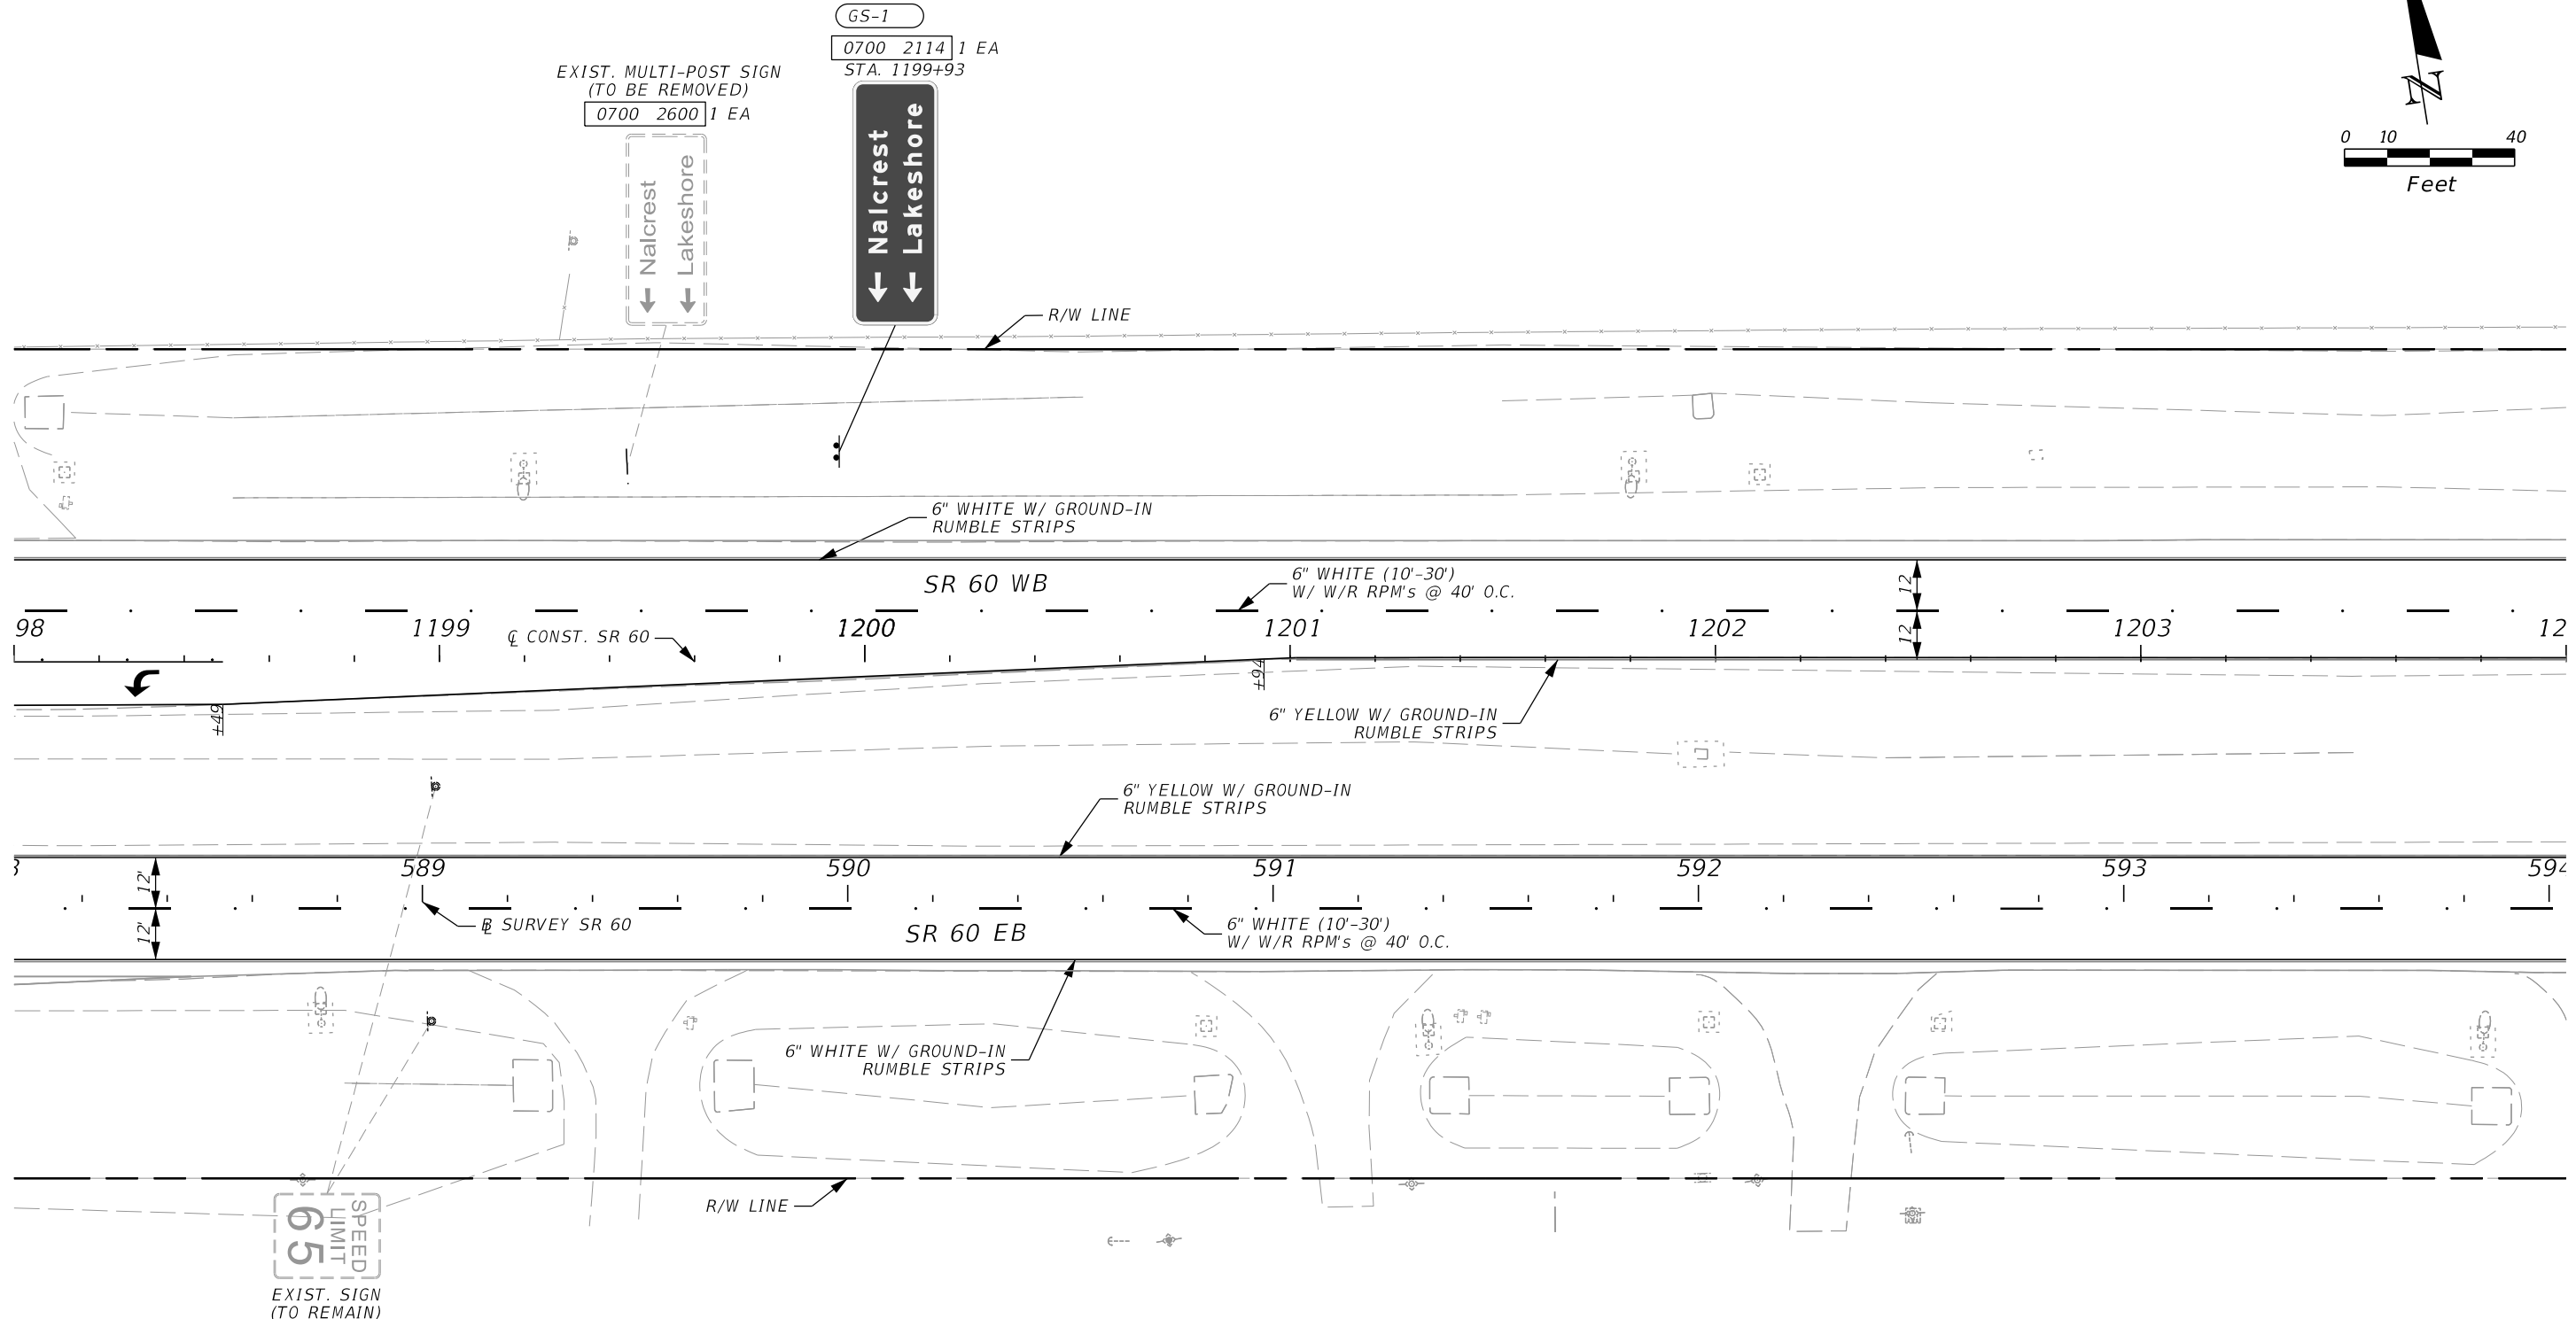 GS-1
0700 2114 1 EA
STA. 1199+93
EXIST. MULTI-POST SIGN
(TO BE REMOVED)
0700 2600 1 EA
Nalcrest
Lakeshore
Nalcrest
Lakeshore
N
0 10 40
Feet
R/W LINE
6" WHITE W/ GROUND-IN
RUMBLE STRIPS
SR 60 WB
6" WHITE (10'-30')
W/ W/R RPM's @ 40' O.C.
12
12
98 1199 1200 1201 1202 1203 12
℄ CONST. SR 60
+94
+49
6" YELLOW W/ GROUND-IN
RUMBLE STRIPS
6" YELLOW W/ GROUND-IN
RUMBLE STRIPS
589 590 591 592 593 594
12'
12'
BL SURVEY SR 60
SR 60 EB
6" WHITE (10'-30')
W/ W/R RPM's @ 40' O.C.
6" WHITE W/ GROUND-IN
RUMBLE STRIPS
R/W LINE
SPEED
LIMIT
65
EXIST. SIGN
(TO REMAIN)